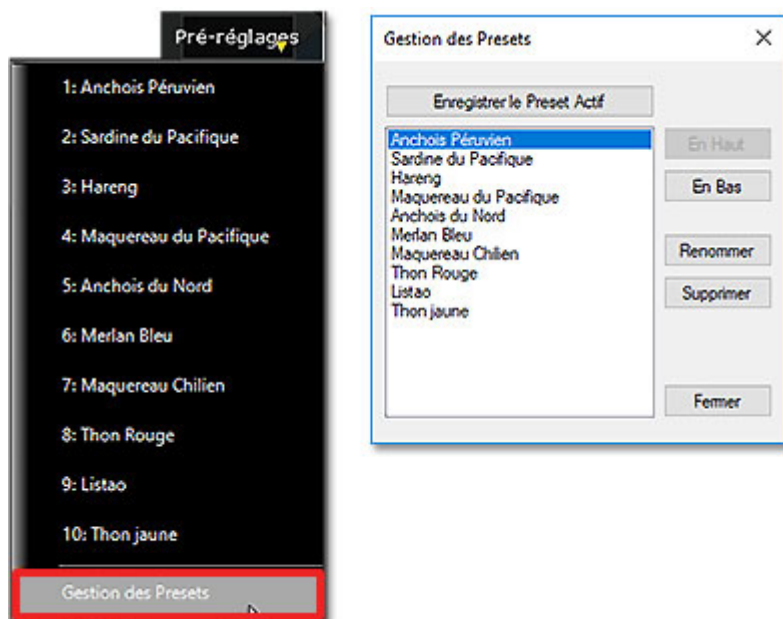 Pré-réglages
1: Anchois Péruvien
2: Sardine du Pacifique
3: Hareng
4: Maquereau du Pacifique
5: Anchois du Nord
6: Merlan Bleu
7: Maquereau Chilien
8: Thon Rouge
9: Listao
10: Thon jaune
Gestion des Presets
Gestion des Presets
Enregistrer le Preset Actif
Anchois Péruvien
Sardine du Pacifique
Hareng
Maquereau du Pacifique
Anchois du Nord
Merlan Bleu
Maquereau Chilien
Thon Rouge
Listao
Thon jaune
En Haut
En Bas
Renommer
Supprimer
Fermer